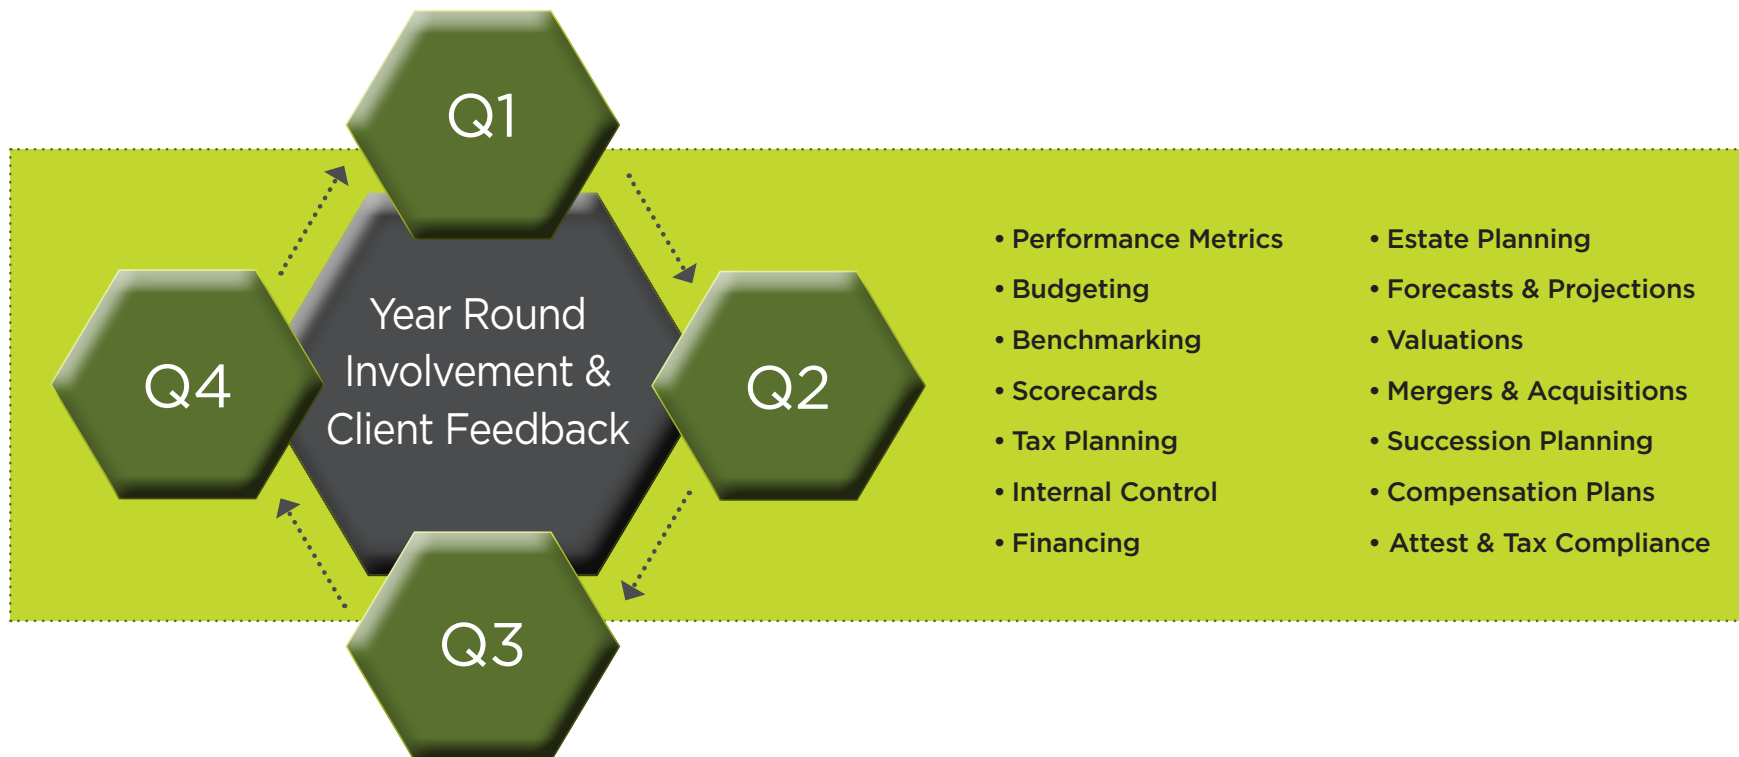 Q1
Q4
Year Round
Involvement &
Client Feedback
Q2
Q3
• Performance Metrics
• Budgeting
• Benchmarking
• Scorecards
• Tax Planning
• Internal Control
• Financing
• Estate Planning
• Forecasts & Projections
• Valuations
• Mergers & Acquisitions
• Succession Planning
• Compensation Plans
• Attest & Tax Compliance